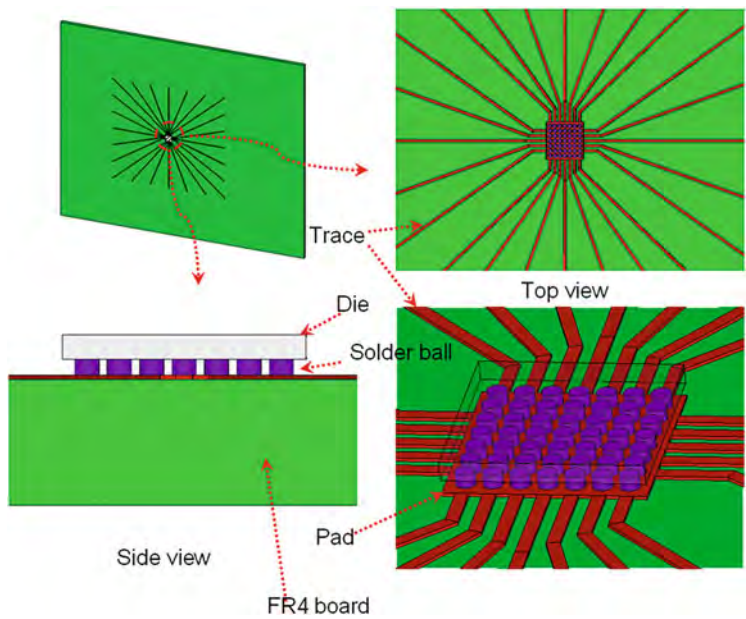 Trace
Top view
Die
Solder ball
Pad
Side view
FR4 board